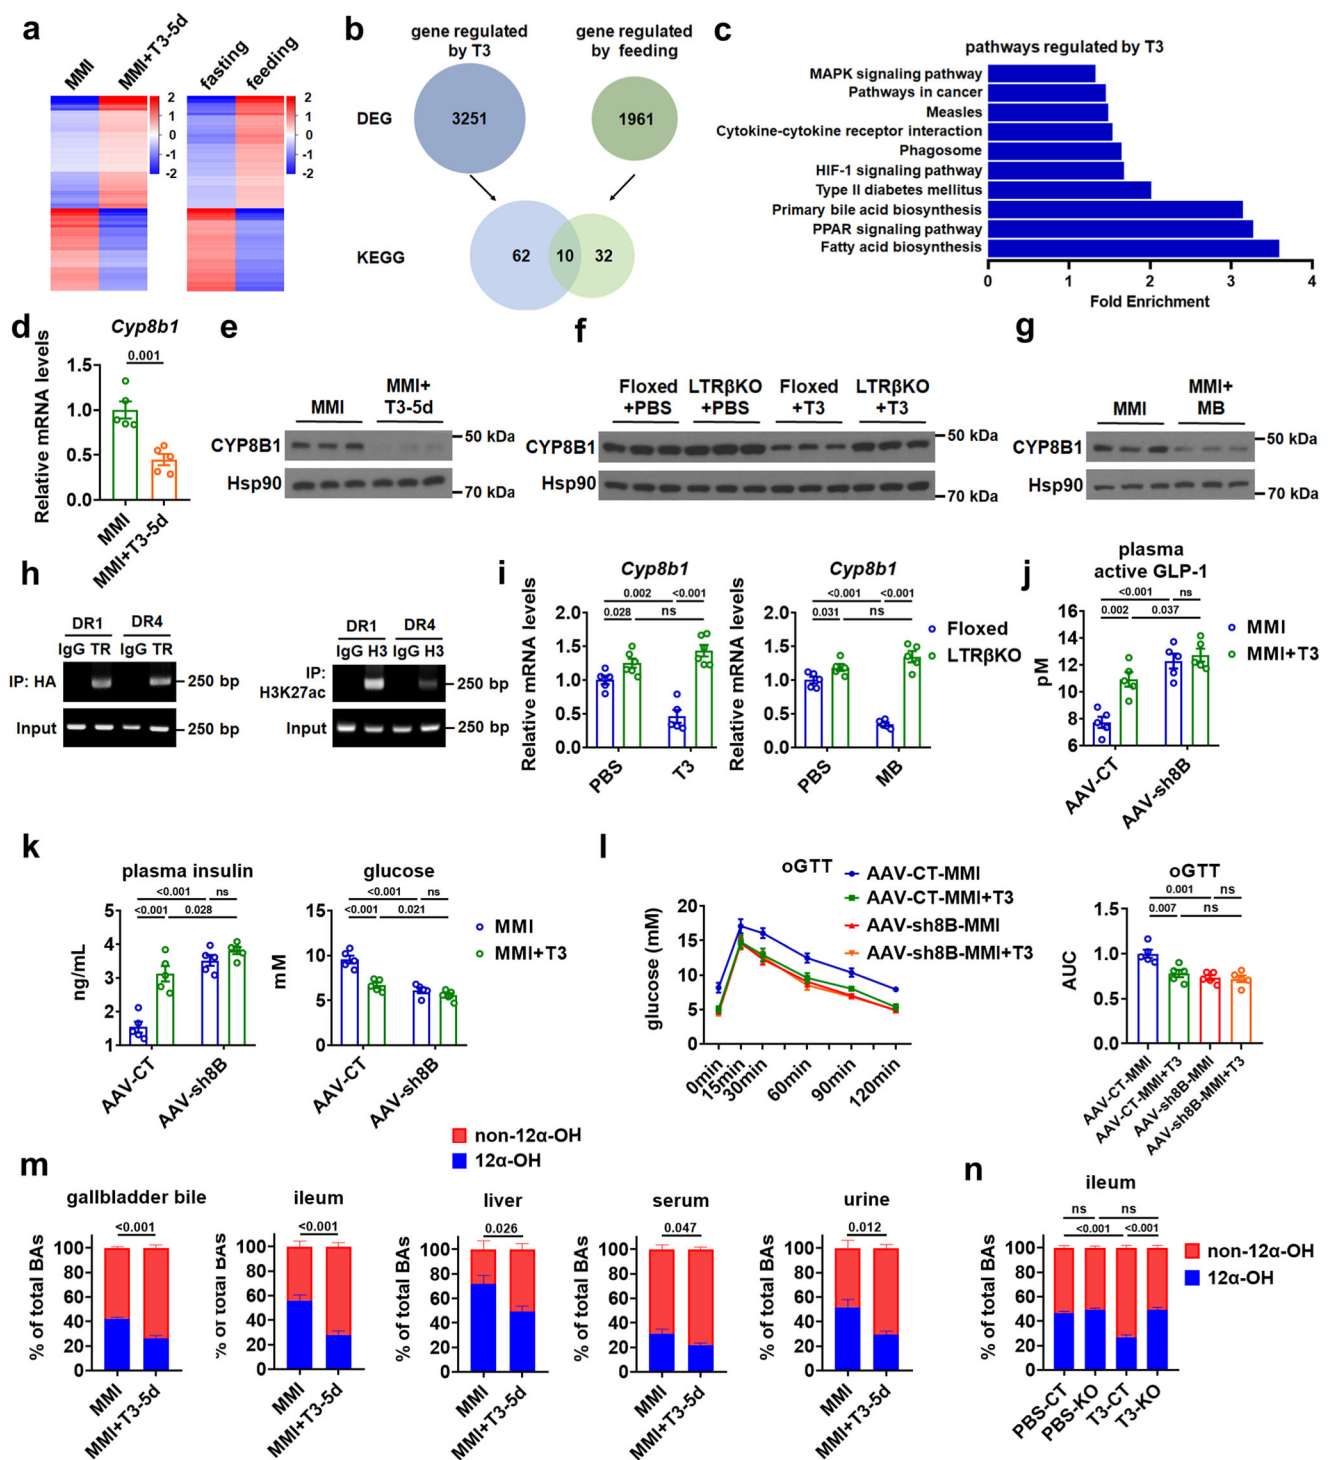 a
MMI
MMI+T3-5d
fasting
feeding
2
1
0
-1
-2
2
1
0
-1
-2
b
gene regulated
by T3
gene regulated
by feeding
DEG
3251
1961
KEGG
62
10
32
c
pathways regulated by T3
MAPK signaling pathway
Pathways in cancer
Measles
Cytokine-cytokine receptor interaction
Phagosome
HIF-1 signaling pathway
Type II diabetes mellitus
Primary bile acid biosynthesis
PPAR signaling pathway
Fatty acid biosynthesis
0 1 2 3 4
Fold Enrichment
d
Cyp8b1
Relative mRNA levels
0.001
1.5
1.0
0.5
0.0
MMI
MMI+T3-5d
e
MMI
MMI+
T3-5d
CYP8B1
50 kDa
Hsp90
70 kDa
f
Floxed
+PBS
LTRβKO
+PBS
Floxed
+T3
LTRβKO
+T3
CYP8B1
50 kDa
Hsp90
70 kDa
g
MMI
MMI+
MB
CYP8B1
50 kDa
Hsp90
70 kDa
h
DR1 DR4
IgG TR IgG TR
IP: HA
250 bp
Input
250 bp
DR1 DR4
IgG H3 IgG H3
IP:
H3K27ac
250 bp
Input
250 bp
i
Cyp8b1
Relative mRNA levels
0.002 <0.001
0.028 ns
2.0
1.5
1.0
0.5
0.0
PBS
T3
Cyp8b1
Relative mRNA levels
<0.001 <0.001
0.031 ns
2.0
1.5
1.0
0.5
0.0
PBS
MB
Floxed
LTRβKO
j
plasma
active GLP-1
<0.001 ns
0.002 0.037
pM
16
14
12
10
8
6
AAV-CT
AAV-sh8B
MMI
MMI+T3
k
plasma insulin
<0.001 ns
<0.001 0.028
ng/mL
5
4
3
2
1
AAV-CT
AAV-sh8B
glucose
<0.001 ns
<0.001 0.021
mM
15
10
5
0
AAV-CT
AAV-sh8B
MMI
MMI+T3
l
oGTT
AAV-CT-MMI
AAV-CT-MMI+T3
AAV-sh8B-MMI
AAV-sh8B-MMI+T3
glucose (mM)
20
15
10
5
0
0min
15min
30min
60min
90min
120min
oGTT
0.001 ns
0.007 ns
AUC
1.5
1.0
0.5
0.0
AAV-CT-MMI
AAV-CT-MMI+T3
AAV-sh8B-MMI
AAV-sh8B-MMI+T3
m
non-12α-OH
12α-OH
gallbladder bile
<0.001
% of total BAs
100
80
60
40
20
0
MMI
MMI+T3-5d
ileum
<0.001
% of total BAs
100
80
60
40
20
0
MMI
MMI+T3-5d
liver
0.026
% of total BAs
100
80
60
40
20
0
MMI
MMI+T3-5d
serum
0.047
% of total BAs
100
80
60
40
20
0
MMI
MMI+T3-5d
urine
0.012
% of total BAs
100
80
60
40
20
0
MMI
MMI+T3-5d
n
ileum
ns ns
<0.001 <0.001
% of total BAs
100
80
60
40
20
0
PBS-CT
PBS-KO
T3-CT
T3-KO
non-12α-OH
12α-OH